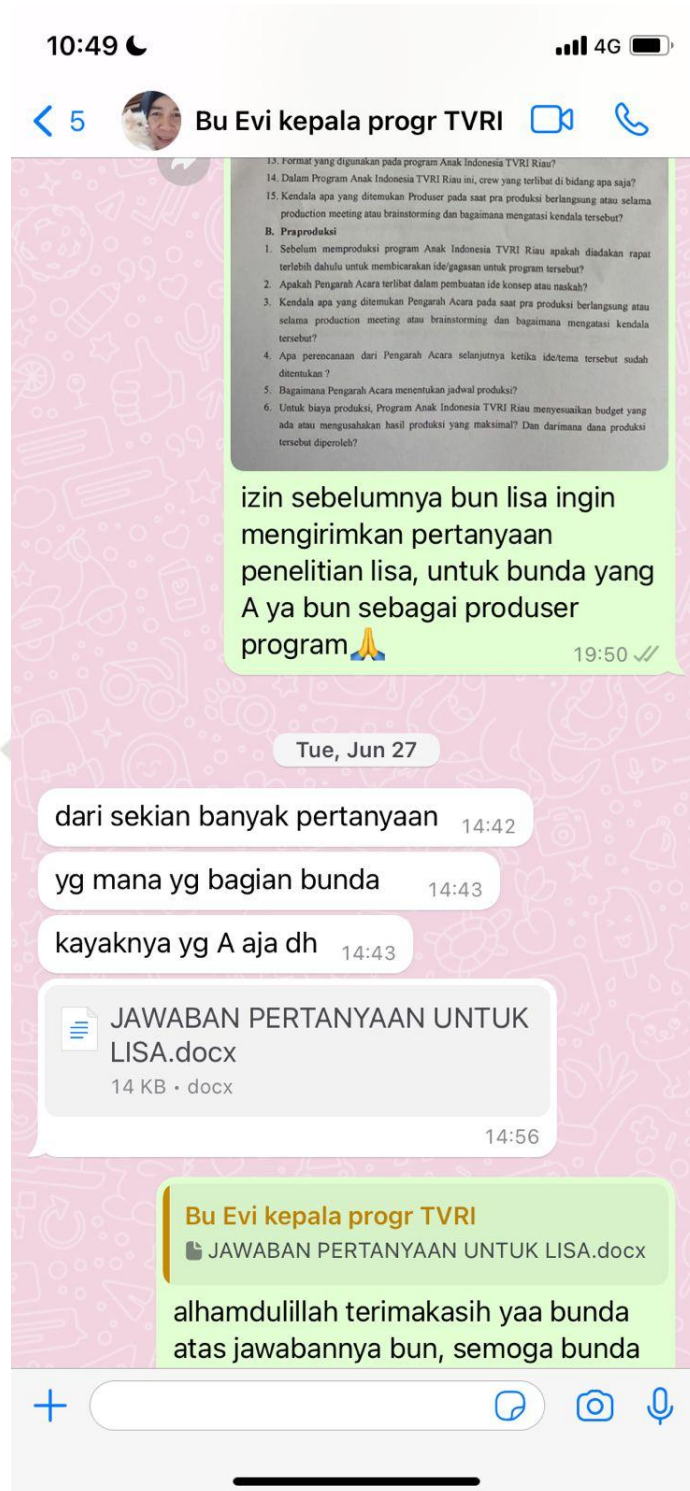 10:49
4G
5
Bu Evi kepala progr TVRI
13. Format yang digunakan pada program Anak Indonesia TVRI Riau?
14. Dalam Program Anak Indonesia TVRI Riau ini, crew yang terlibat di bidang apa saja?
15. Kendala apa yang ditemukan Produser pada saat pra produksi berlangsung atau selama
production meeting atau brainstorming dan bagaimana mengatasi kendala tersebut?
B. Praproduksi
1. Sebelum memproduksi program Anak Indonesia TVRI Riau apakah diadakan rapat
terlebih dahulu untuk membicarakan ide/gagasan untuk program tersebut?
2. Apakah Pengarah Acara terlibat dalam pembuatan ide konsep atau naskah?
3. Kendala apa yang ditemukan Pengarah Acara pada saat pra produksi berlangsung atau
selama production meeting atau brainstorming dan bagaimana mengatasi kendala
tersebut?
4. Apa perencanaan dari Pengarah Acara selanjutnya ketika ide/tema tersebut sudah
ditentukan ?
5. Bagaimana Pengarah Acara menentukan jadwal produksi?
6. Untuk biaya produksi, Program Anak Indonesia TVRI Riau menyesuaikan budget yang
ada atau mengusahakan hasil produksi yang maksimal? Dan darimana dana produksi
tersebut diperoleh?
izin sebelumnya bun lisa ingin
mengirimkan pertanyaan
penelitian lisa, untuk bunda yang
A ya bun sebagai produser
program🙏
19:50
Tue, Jun 27
dari sekian banyak pertanyaan 14:42
yg mana yg bagian bunda 14:43
kayaknya yg A aja dh 14:43
JAWABAN PERTANYAAN UNTUK
LISA.docx
14 KB • docx
14:56
Bu Evi kepala progr TVRI
JAWABAN PERTANYAAN UNTUK LISA.docx
alhamdulillah terimakasih yaa bunda
atas jawabannya bun, semoga bunda